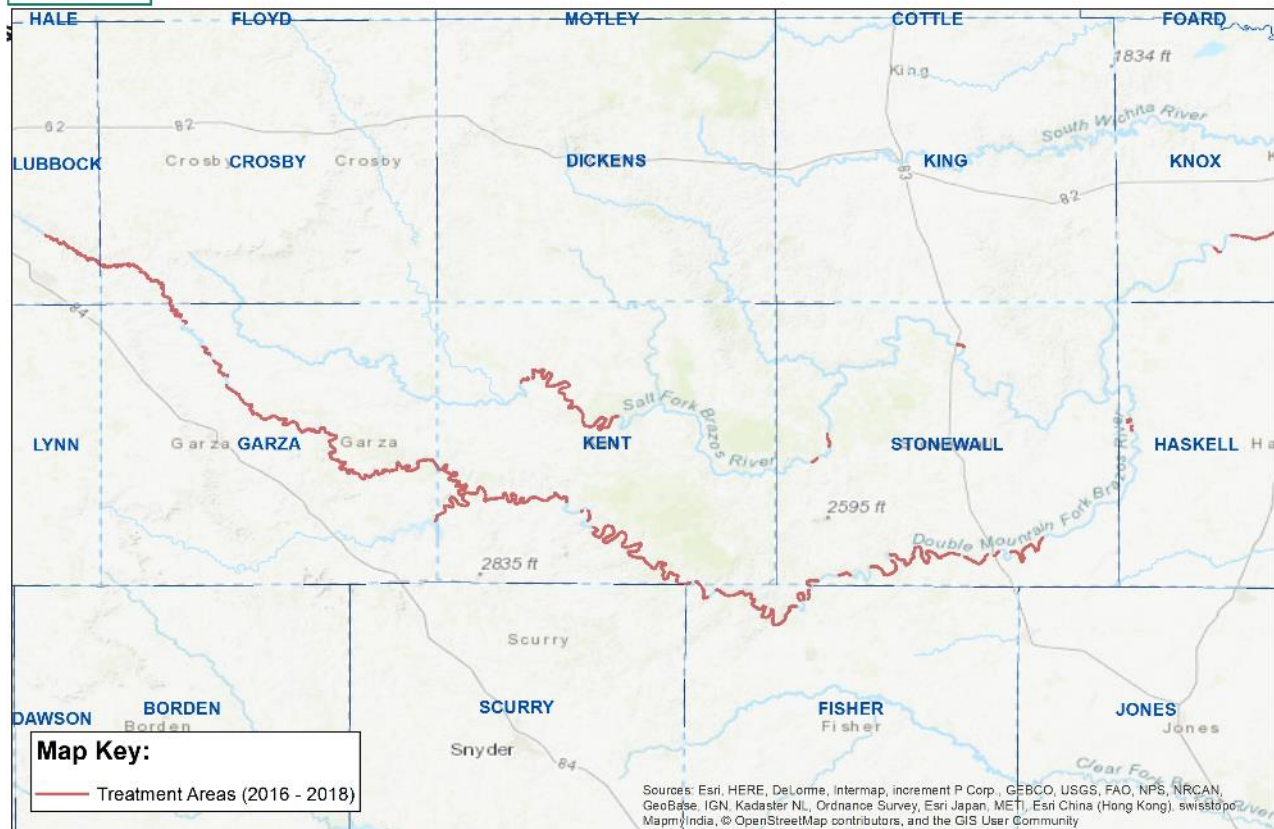 HALE
FLOYD
MOTLEY
COTTLE
FOARD
1834 ft
King
62
82
South Wichita River
LUBBOCK
Crosby
CROSBY
Crosby
DICKENS
KING
KNOX
83
82
84
Salt Fork Brazos River
LYNN
Garza
GARZA
Garza
KENT
STONEWALL
HASKELL
Ha
2595 ft
Double Mountain Fork Brazos River
2835 ft
Scurry
DAWSON
BORDEN
Borden
SCURRY
FISHER
Fisher
JONES
Jones
Snyder
84
Clear Fork Brazos River
Map Key:
Treatment Areas (2016 - 2018)
Sources: Esri, HERE, DeLorme, Intermap, increment P Corp., GEBCO, USGS, FAO, NPS, NRCAN,
GeoBase, IGN, Kadaster NL, Ordnance Survey, Esri Japan, METI, Esri China (Hong Kong), swisstopo,
MapmyIndia, © OpenStreetMap contributors, and the GIS User Community